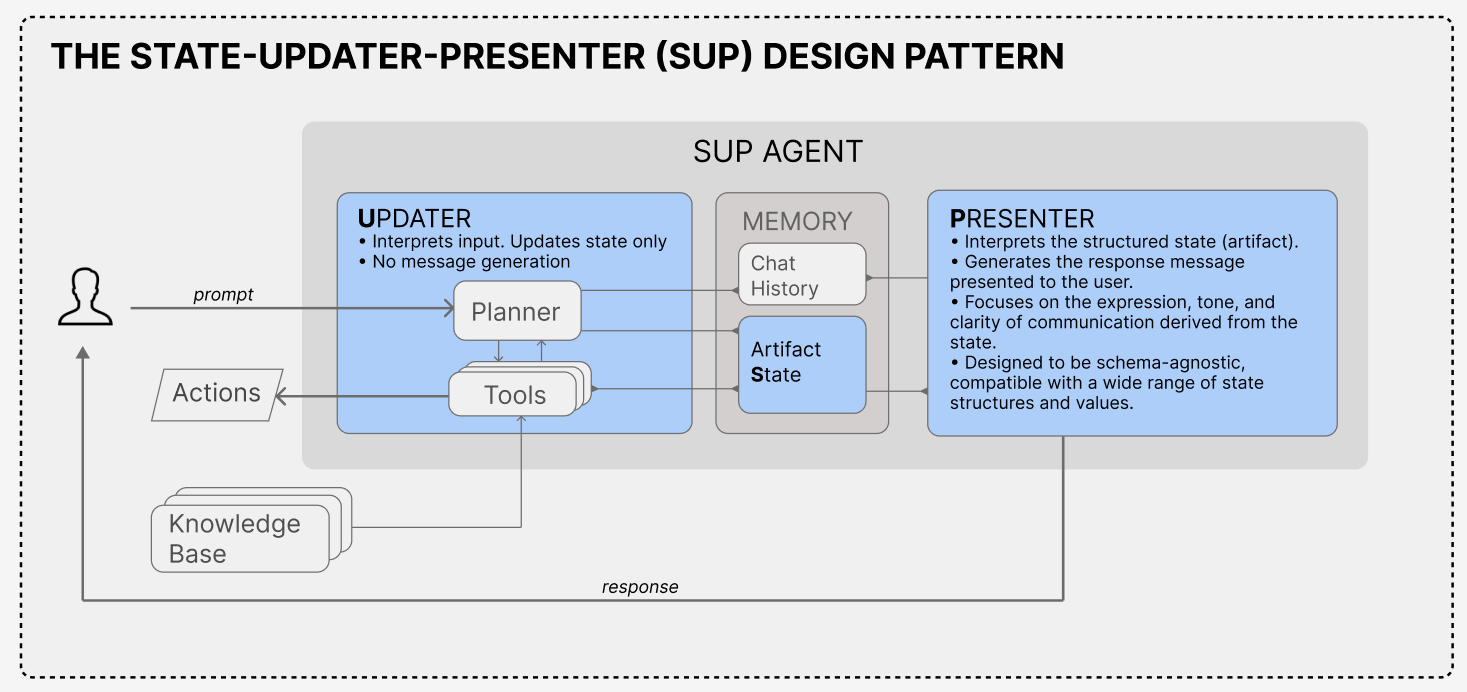 THE STATE-UPDATER-PRESENTER (SUP) DESIGN PATTERN
SUP AGENT
UPDATER
• Interprets input. Updates state only
• No message generation
MEMORY
Chat
History
PRESENTER
• Interprets the structured state (artifact).
• Generates the response message
presented to the user.
• Focuses on the expression, tone, and
clarity of communication derived from the
state.
• Designed to be schema-agnostic,
compatible with a wide range of state
structures and values.
prompt
Planner
Artifact
State
Actions
Tools
Knowledge
Base
response